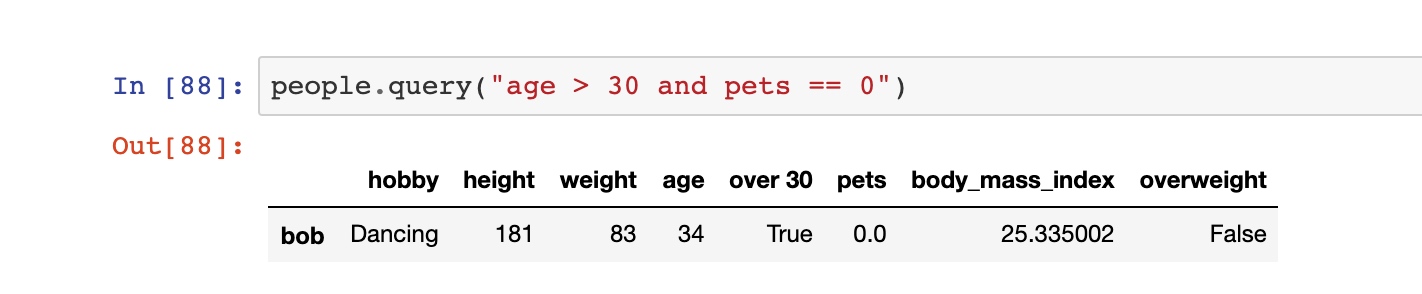 In [88]: people.query("age > 30 and pets == 0")
Out[88]:
hobby height weight age over 30 pets body_mass_index overweight
bob Dancing 181 83 34 True 0.0 25.335002 False